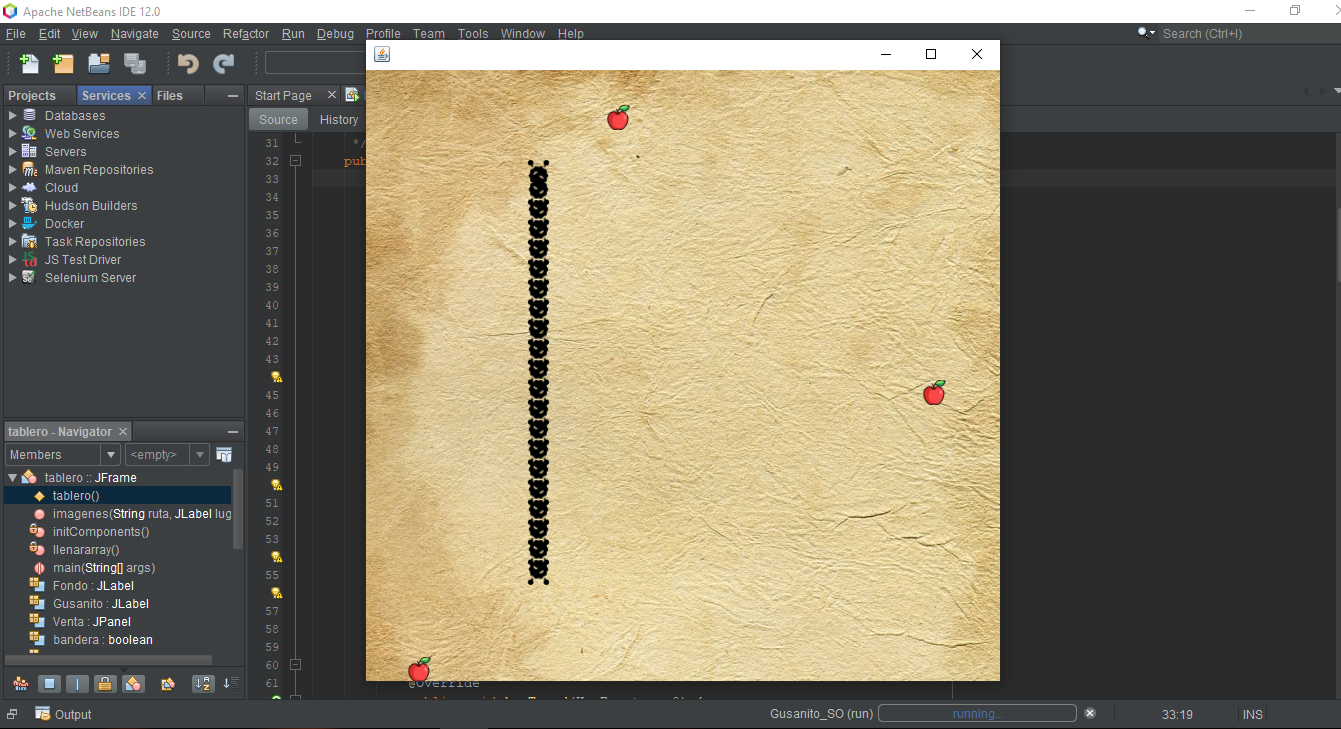 Apache NetBeans IDE 12.0
File Edit View Navigate Source Refactor Run Debug Profile Team Tools Window Help
Search (Ctrl+I)
Projects Services Files
Databases
Web Services
Servers
Maven Repositories
Cloud
Hudson Builders
Docker
Task Repositories
JS Test Driver
Selenium Server
tablero - Navigator
Members <empty>
tablero :: JFrame
tablero()
imagenes(String ruta, JLabel lug
initComponents()
llenararray()
main(String[] args)
Fondo : JLabel
Gusanito : JLabel
Venta : JPanel
bandera : boolean
Start Page
Source History
31 */
32 pub
33
34
35
36
37
38
39
40
41
42
43
45
46
47
48
49
51
52
53
55
57
58
59
60
61 @Override
Output
Gusanito_SO (run) running... 33:19 INS